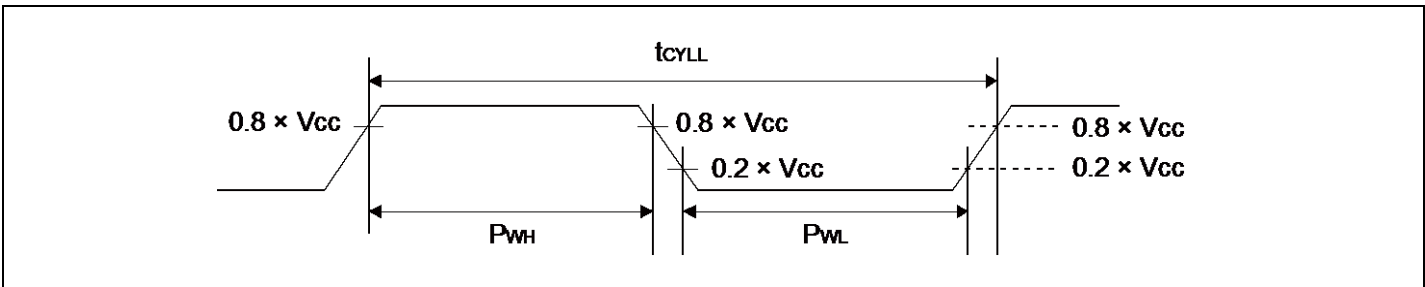 tCYLL
0.8 × Vcc
0.8 × Vcc
0.8 × Vcc
0.2 × Vcc
0.2 × Vcc
PWH
PWL